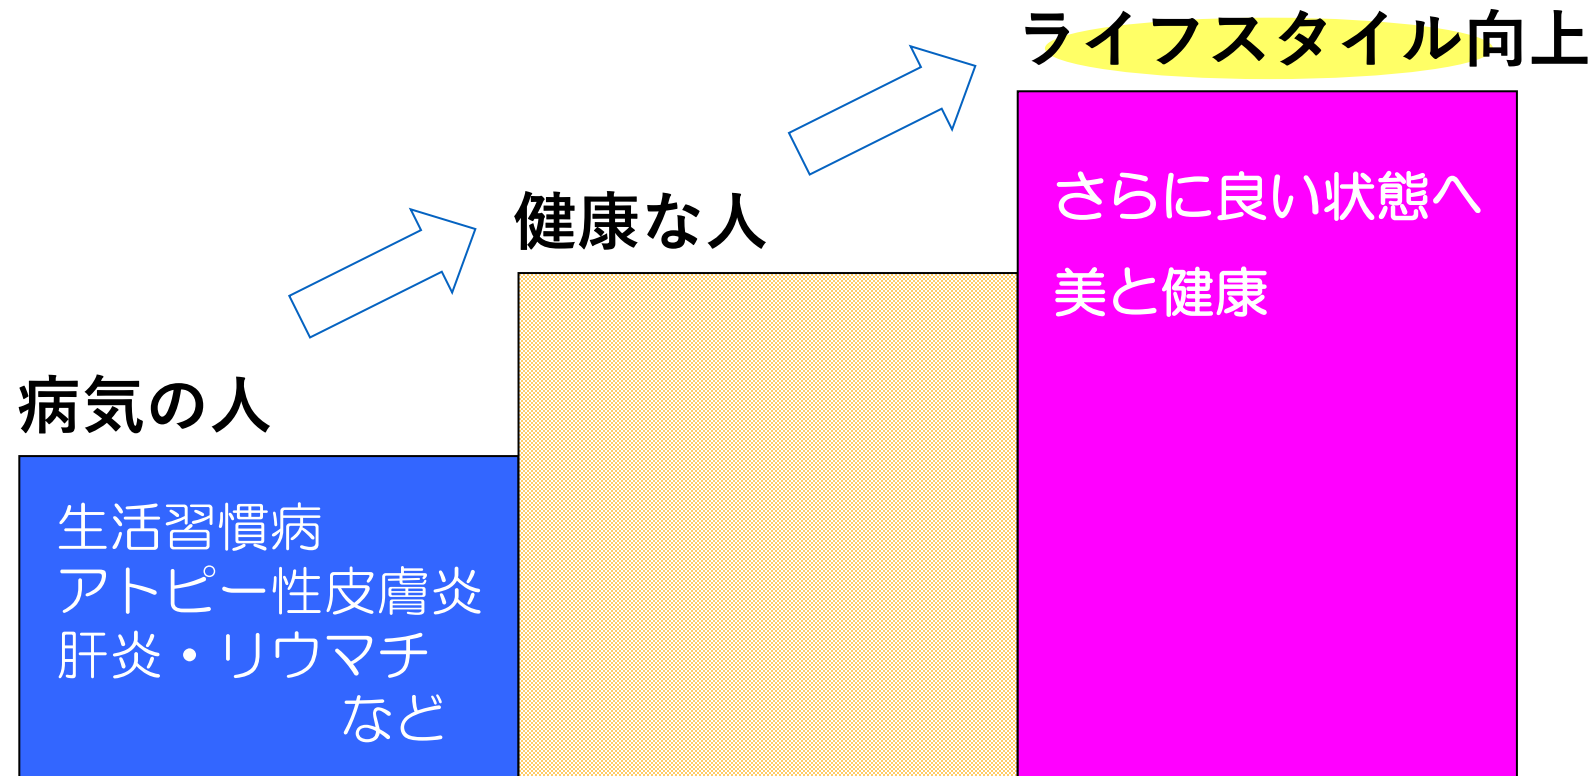 ライフスタイル向上
さらに良い状態へ
美と健康
健康な人
病気の人
生活習慣病
アトピー性皮膚炎
肝炎・リウマチ
など